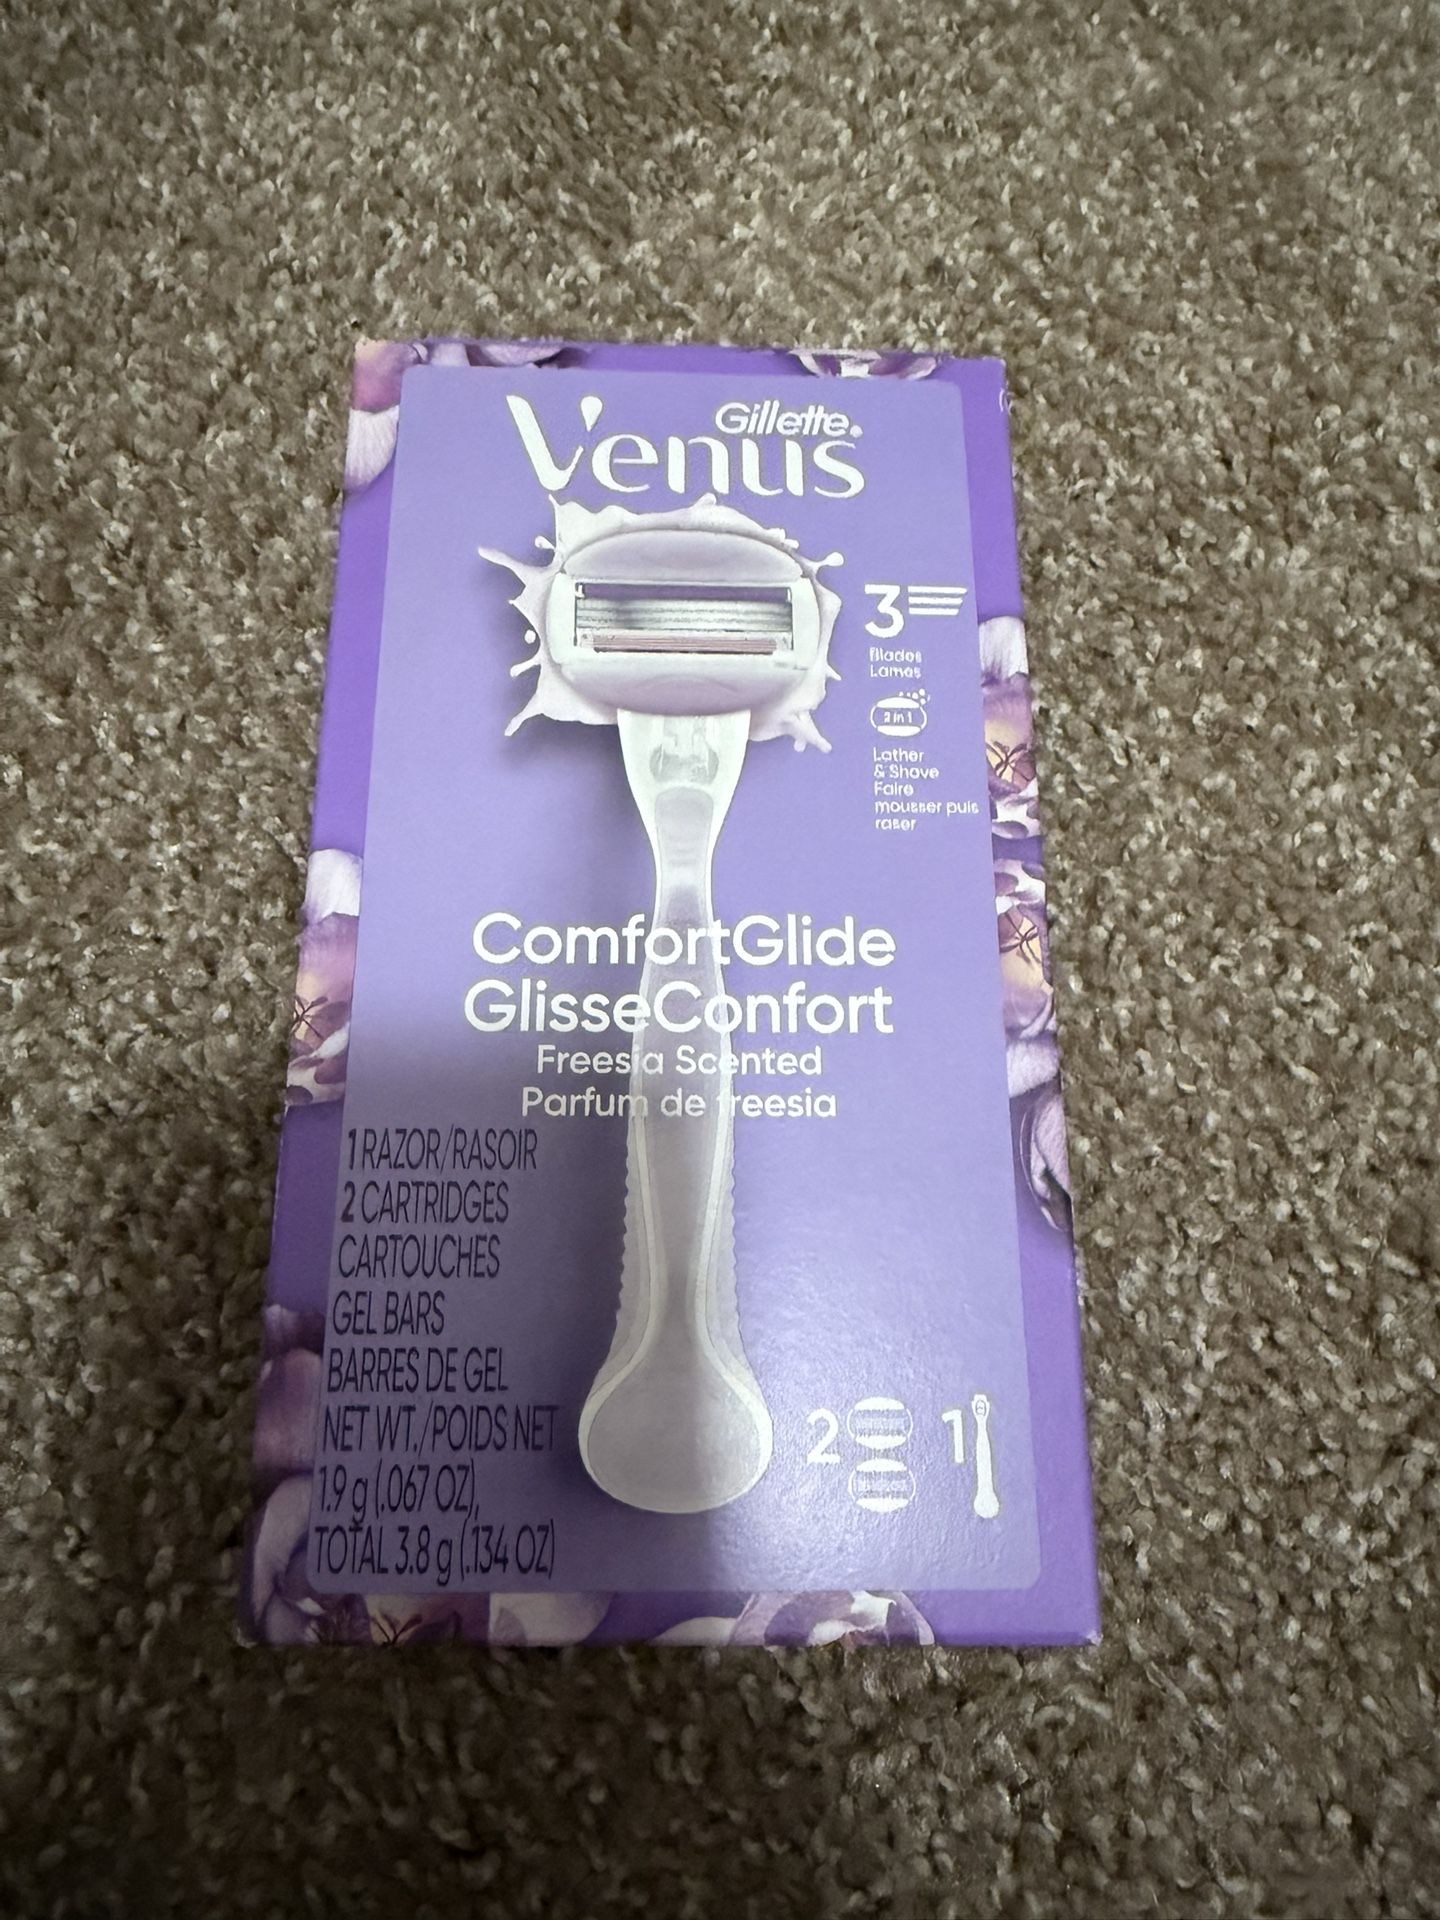 Gillette
Venus
3
Blades
Lames
2 in 1
Lather
& Shave
Faire
mousser puis
raser
ComfortGlide
GlisseConfort
Freesia Scented
Parfum de freesia
1 RAZOR/RASOIR
2 CARTRIDGES
CARTOUCHES
GEL BARS
BARRES DE GEL
NET WT./POIDS NET
1.9 g (.067 OZ),
TOTAL 3.8 g (.134 OZ)
2 1